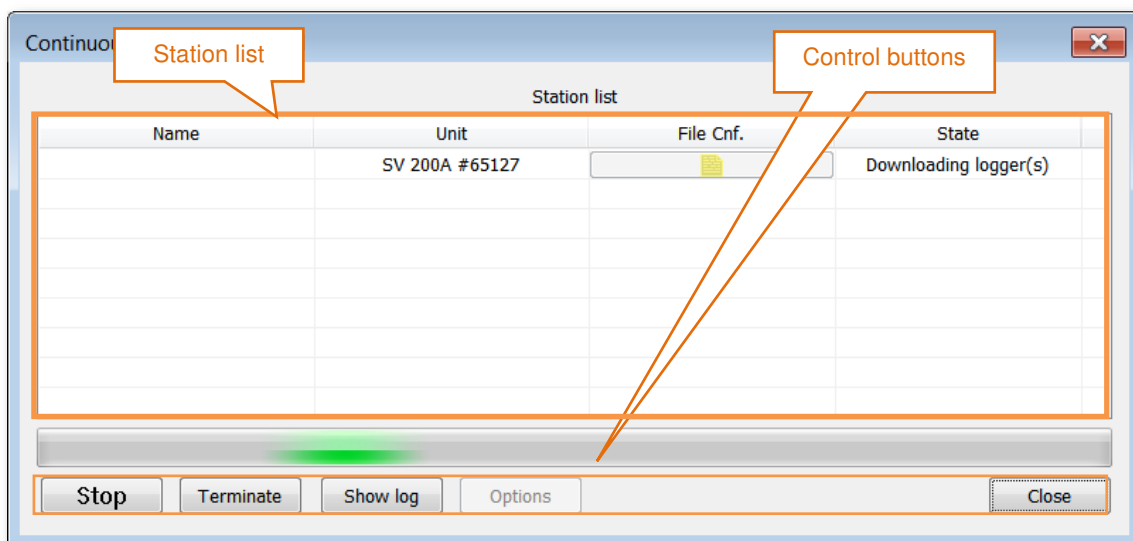 Continuou
Station list
Control buttons
Station list
Name Unit File Cnf. State
SV 200A #65127 Downloading logger(s)
Stop Terminate Show log Options Close